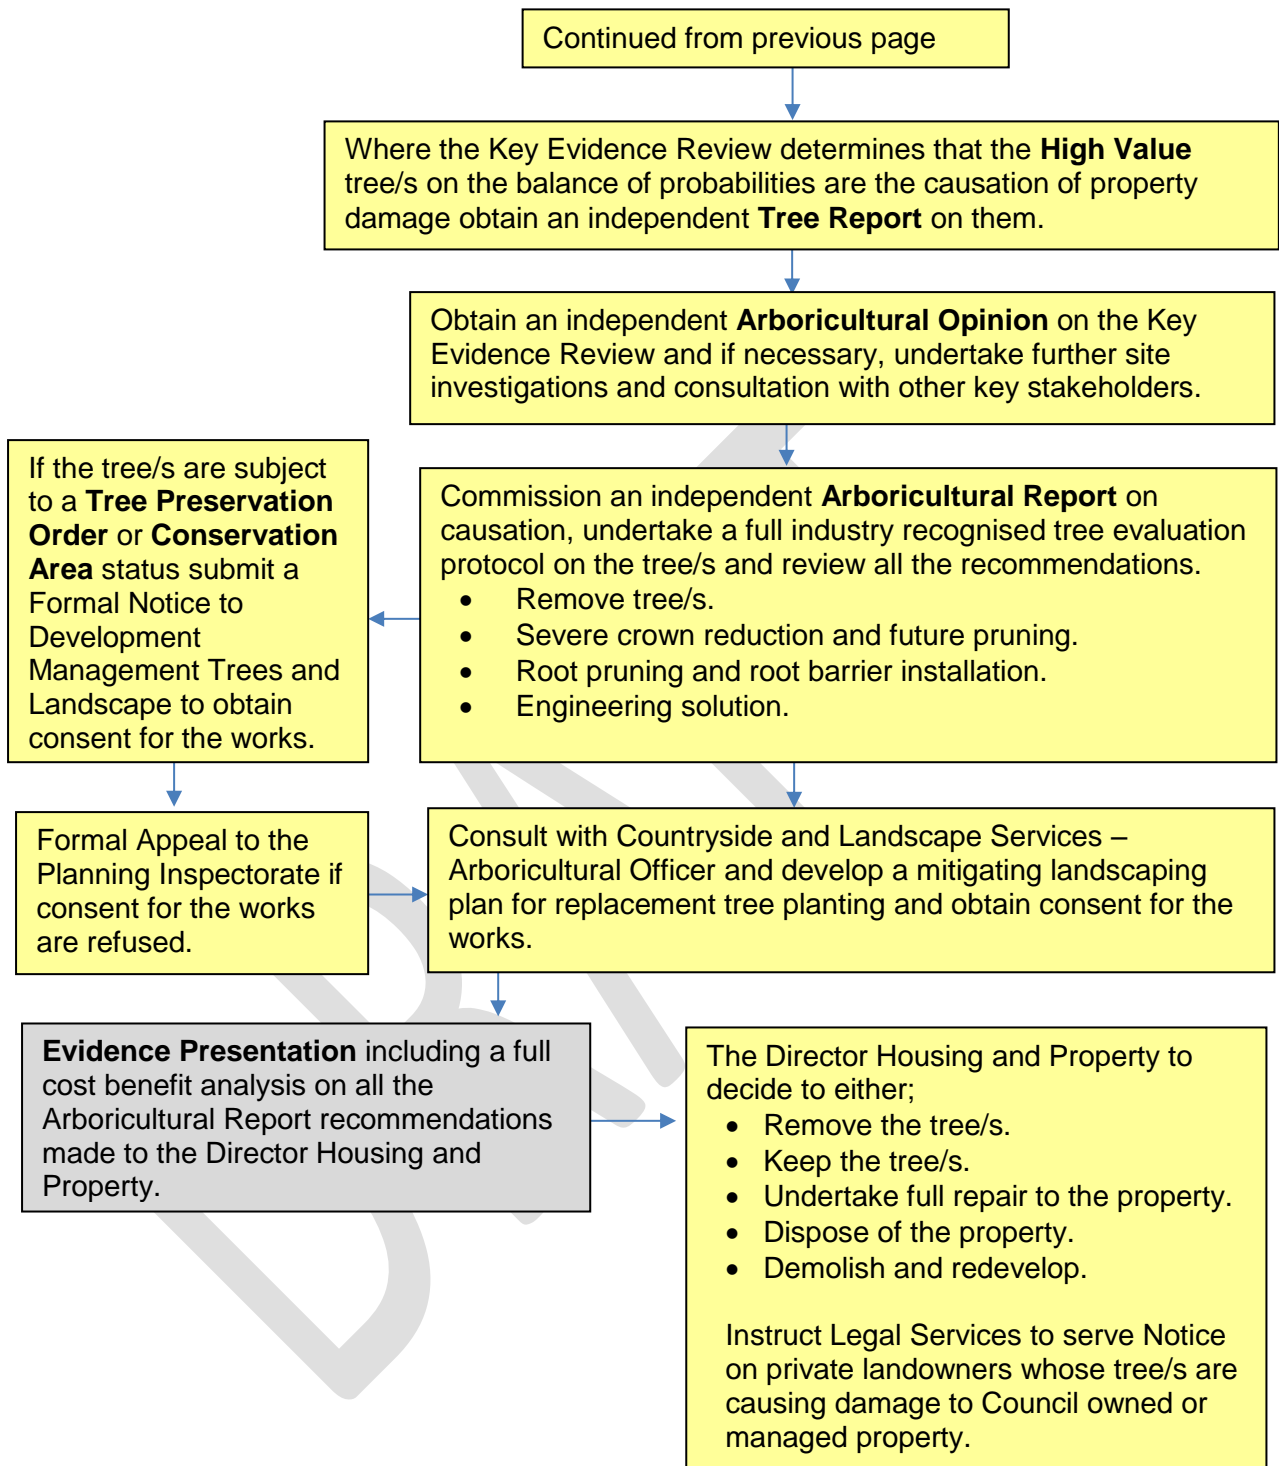 Continued from previous page
Where the Key Evidence Review determines that the High Value
tree/s on the balance of probabilities are the causation of property
damage obtain an independent Tree Report on them.
Obtain an independent Arboricultural Opinion on the Key
Evidence Review and if necessary, undertake further site
investigations and consultation with other key stakeholders.
If the tree/s are subject
to a Tree Preservation
Order or Conservation
Area status submit a
Formal Notice to
Development
Management Trees and
Landscape to obtain
consent for the works.
Commission an independent Arboricultural Report on
causation, undertake a full industry recognised tree evaluation
protocol on the tree/s and review all the recommendations.
• Remove tree/s.
• Severe crown reduction and future pruning.
• Root pruning and root barrier installation.
• Engineering solution.
Formal Appeal to the
Planning Inspectorate if
consent for the works
are refused.
Consult with Countryside and Landscape Services –
Arboricultural Officer and develop a mitigating landscaping
plan for replacement tree planting and obtain consent for the
works.
Evidence Presentation including a full
cost benefit analysis on all the
Arboricultural Report recommendations
made to the Director Housing and
Property.
The Director Housing and Property to
decide to either;
• Remove the tree/s.
• Keep the tree/s.
• Undertake full repair to the property.
• Dispose of the property.
• Demolish and redevelop.
Instruct Legal Services to serve Notice
on private landowners whose tree/s are
causing damage to Council owned or
managed property.
DRAFT